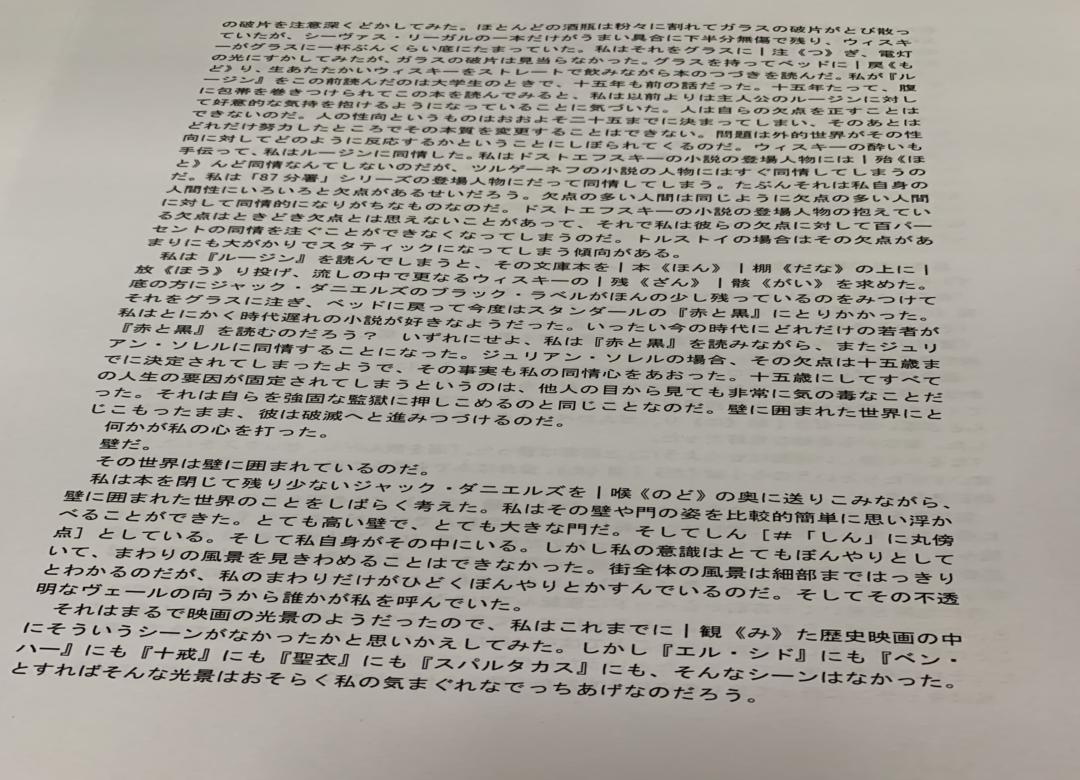 の破片を注意深くどかしてみた。ほとんどの酒瓶は粉々に割れてガラスの破片がとび散っ
ていたが、シーヴァス・リーガルの一本だけがうまい具合に下半分無傷で残り、ウィスキ
ーがグラスに一杯ぶんくらい底にたまっていた。私はそれをグラスに|注《つ》ぎ、電灯
の光にすかしてみたが、ガラスの破片は見当らなかった。グラスを持ってベッドに|戻《も
ど》り、生あたたかいウィスキーをストレートで飲みながら本のつづきを読んだ。私が『ル
ージン』をこの前読んだのは大学生のときで、十五年も前の話だった。十五年たって、腹
に包帯を巻きつけられてこの本を読んでみると、私は以前よりは主人公のルージンに対し
て好意的な気持を抱けるようになっていることに気づいた。人は自らの欠点を正すことは
できないのだ。人の性向というものはおおよそ二十五までに決まってしまい、そのあとは
どれだけ努力したところでその本質を変更することはできない。問題は外的世界がその性
向に対してどのように反応するかということにしぼられてくるのだ。ウィスキーの酔いも
手伝って、私はルージンに同情した。私はドストエフスキーの小説の登場人物には|殆《ほ
と》んど同情なんてしないのだが、ツルゲーネフの小説の人物にはすぐ同情してしまうの
だ。私は「87分署」シリーズの登場人物にだって同情してしまう。たぶんそれは私自身の
人間性にいろいろと欠点があるせいだろう。欠点の多い人間は同じように欠点の多い人間
に対して同情的になりがちなものなのだ。ドストエフスキーの小説の登場人物の抱えてい
る欠点はときどき欠点とは思えないことがあって、それで私は彼らの欠点に対して百パー
セントの同情を注ぐことができなくなってしまうのだ。トルストイの場合はその欠点があ
まりにも大がかりでスタティックになってしまう傾向がある。
私は『ルージン』を読んでしまうと、その文庫本を|本《ほん》|棚《だな》の上に|
放《ほう》り投げ、流しの中で更なるウィスキーの|残《ざん》|骸《がい》を求めた。
底の方にジャック・ダニエルズのブラック・ラベルがほんの少し残っているのをみつけて
それをグラスに注ぎ、ベッドに戻って今度はスタンダールの『赤と黒』にとりかかった。
私はとにかく時代遅れの小説が好きなようだった。いったい今の時代にどれだけの若者が
『赤と黒』を読むのだろう?　いずれにせよ、私は『赤と黒』を読みながら、またジュリ
アン・ソレルに同情することになった。ジュリアン・ソレルの場合、その欠点は十五歳ま
でに決定されてしまったようで、その事実も私の同情心をあおった。十五歳にしてすべて
の人生の要因が固定されてしまうというのは、他人の目から見ても非常に気の毒なことだ
った。それは自らを強固な監獄に押しこめるのと同じことなのだ。壁に囲まれた世界にと
じこもったまま、彼は破滅へと進みつづけるのだ。
何かが私の心を打った。
壁だ。
その世界は壁に囲まれているのだ。
私は本を閉じて残り少ないジャック・ダニエルズを|喉《のど》の奥に送りこみながら、
壁に囲まれた世界のことをしばらく考えた。私はその壁や門の姿を比較的簡単に思い浮か
べることができた。とても高い壁で、とても大きな門だ。そしてしん[#「しん」に丸傍
点]としている。そして私自身がその中にいる。しかし私の意識はとてもぼんやりとして
いて、まわりの風景を見きわめることはできなかった。街全体の風景は細部まではっきり
とわかるのだが、私のまわりだけがひどくぼんやりとかすんでいるのだ。そしてその不透
明なヴェールの向うから誰かが私を呼んでいた。
それはまるで映画の光景のようだったので、私はこれまでに|観《み》た歴史映画の中
にそういうシーンがなかったかと思いかえしてみた。しかし『エル・シド』にも『ベン・
ハー』にも『十戒』にも『聖衣』にも『スパルタカス』にも、そんなシーンはなかった。
とすればそんな光景はおそらく私の気まぐれなでっちあげなのだろう。